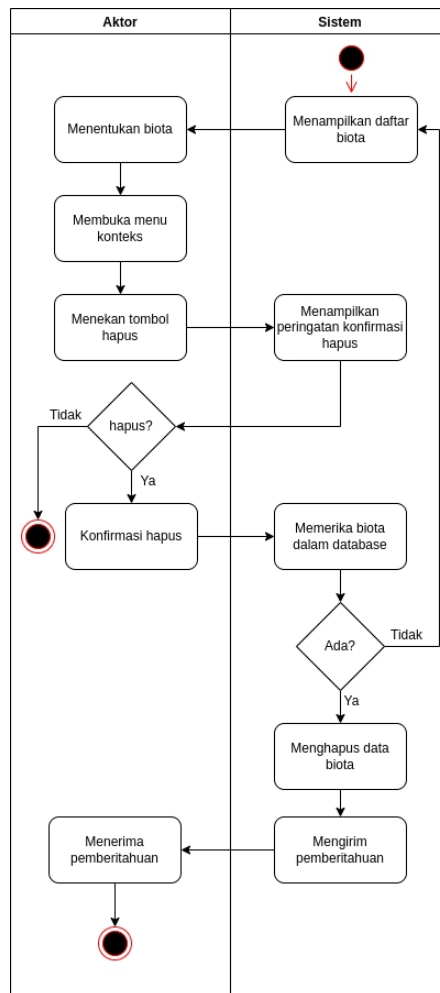 Aktor
Sistem
Menampilkan daftar
biota
Menentukan biota
Membuka menu
konteks
Menekan tombol
hapus
Menampilkan
peringatan konfirmasi
hapus
hapus?
Tidak
Ya
Konfirmasi hapus
Memerika biota
dalam database
Ada?
Tidak
Ya
Menghapus data
biota
Mengirim
pemberitahuan
Menerima
pemberitahuan